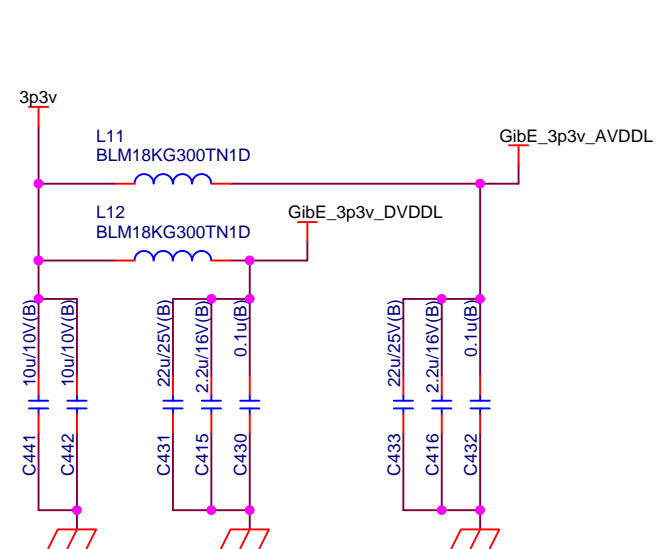 3p3v
L11
BLM18KG300TN1D
GibE_3p3v_AVDDL
L12
BLM18KG300TN1D
GibE_3p3v_DVDDL
10u/10V(B)
10u/10V(B)
22u/25V(B)
2.2u/16V(B)
0.1u(B)
22u/25V(B)
2.2u/16V(B)
0.1u(B)
C441
C442
C431
C415
C430
C433
C416
C432